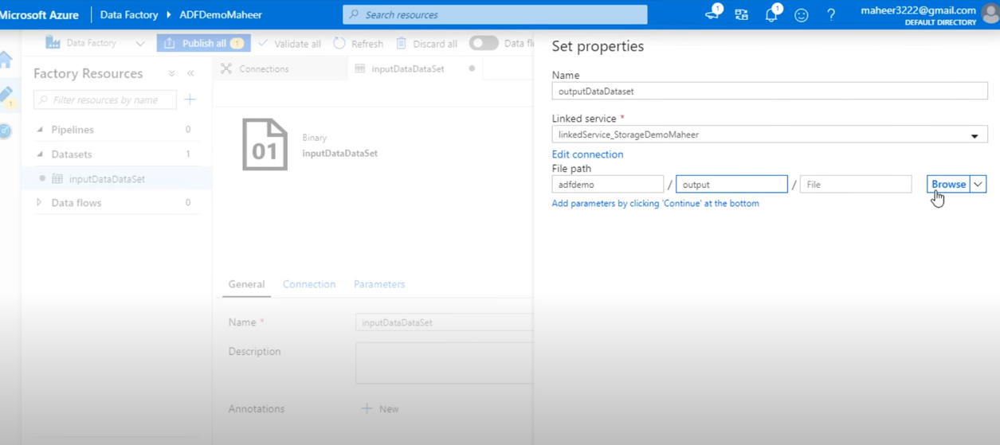 Microsoft Azure Data Factory ADFDemoMaheer Search resources 1 1 ? maheer3222@gmail.com
DEFAULT DIRECTORY
Data Factory Publish all 1 Validate all Refresh Discard all Data fl
Set properties
Factory Resources
Connections inputDataDataSet
Filter resources by name
1
Pipelines 0
Datasets 1
inputDataDataSet
Data flows 0
01
Binary
inputDataDataSet
General Connection Parameters
Name * inputDataDataSet
Description
Annotations New
Name
outputDataDataset
Linked service *
linkedService_StorageDemoMaheer
Edit connection
File path
adfdemo / output / File Browse
Add parameters by clicking 'Continue' at the bottom